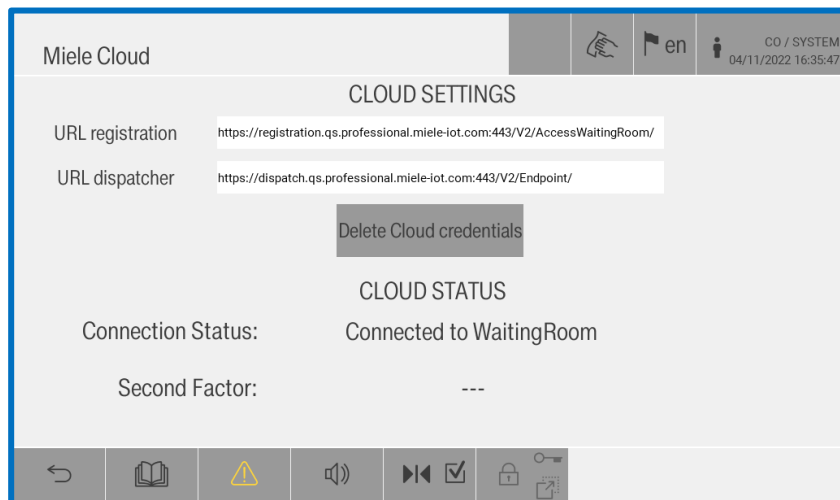 Miele Cloud
en
CO / SYSTEM
04/11/2022 16:35:47
CLOUD SETTINGS
URL registration
https://registration.qs.professional.miele-iot.com:443/V2/AccessWaitingRoom/
URL dispatcher
https://dispatch.qs.professional.miele-iot.com:443/V2/Endpoint/
Delete Cloud credentials
CLOUD STATUS
Connection Status: Connected to WaitingRoom
Second Factor: ---